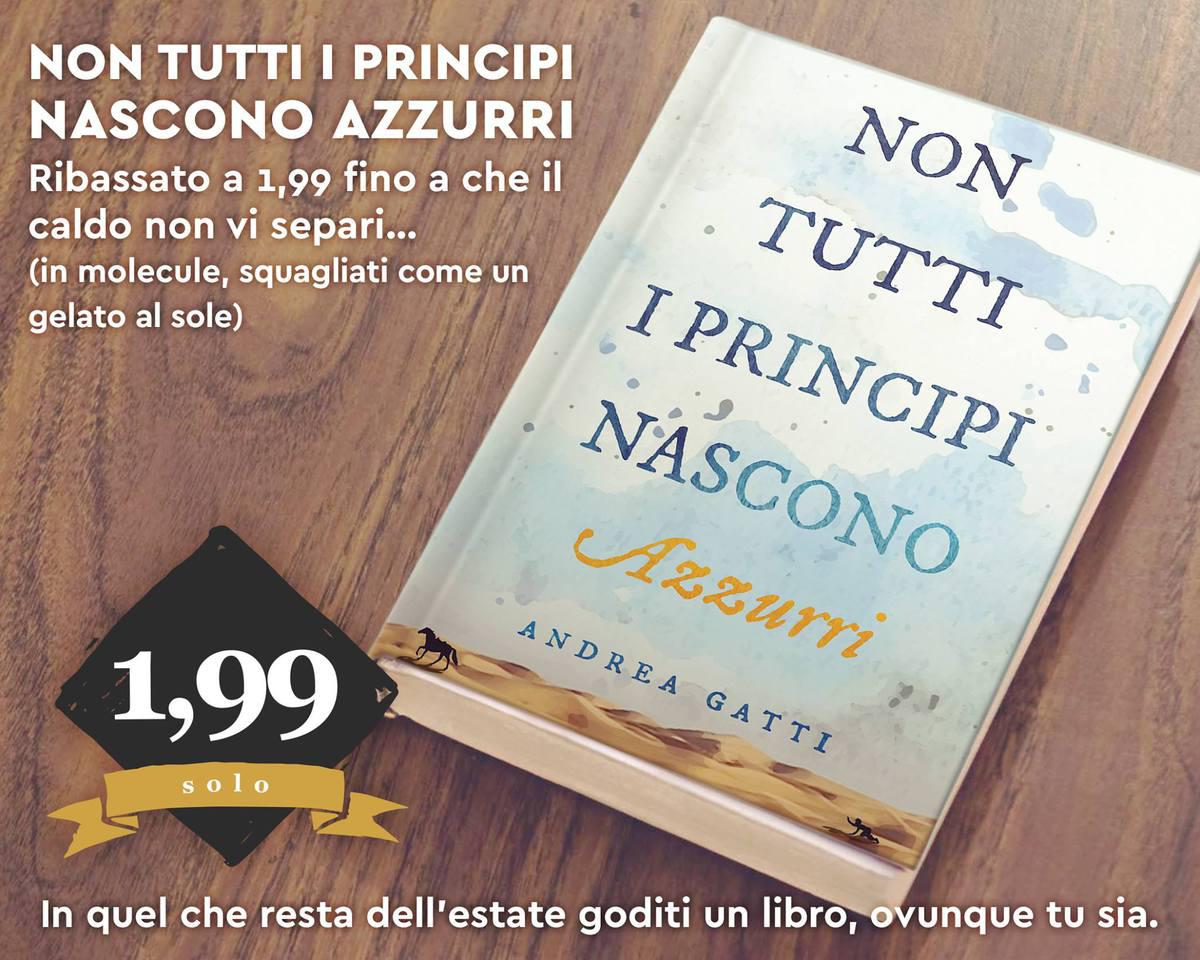 NON TUTTI I PRINCIPI
NASCONO AZZURRI
Ribassato a 1,99 fino a che il
caldo non vi separi...
(in molecule, squagliati come un
gelato al sole)
NON
TUTTI
I PRINCIPI
NASCONO
Azzurri
ANDREA GATTI
1,99
solo
In quel che resta dell'estate goditi un libro, ovunque tu sia.